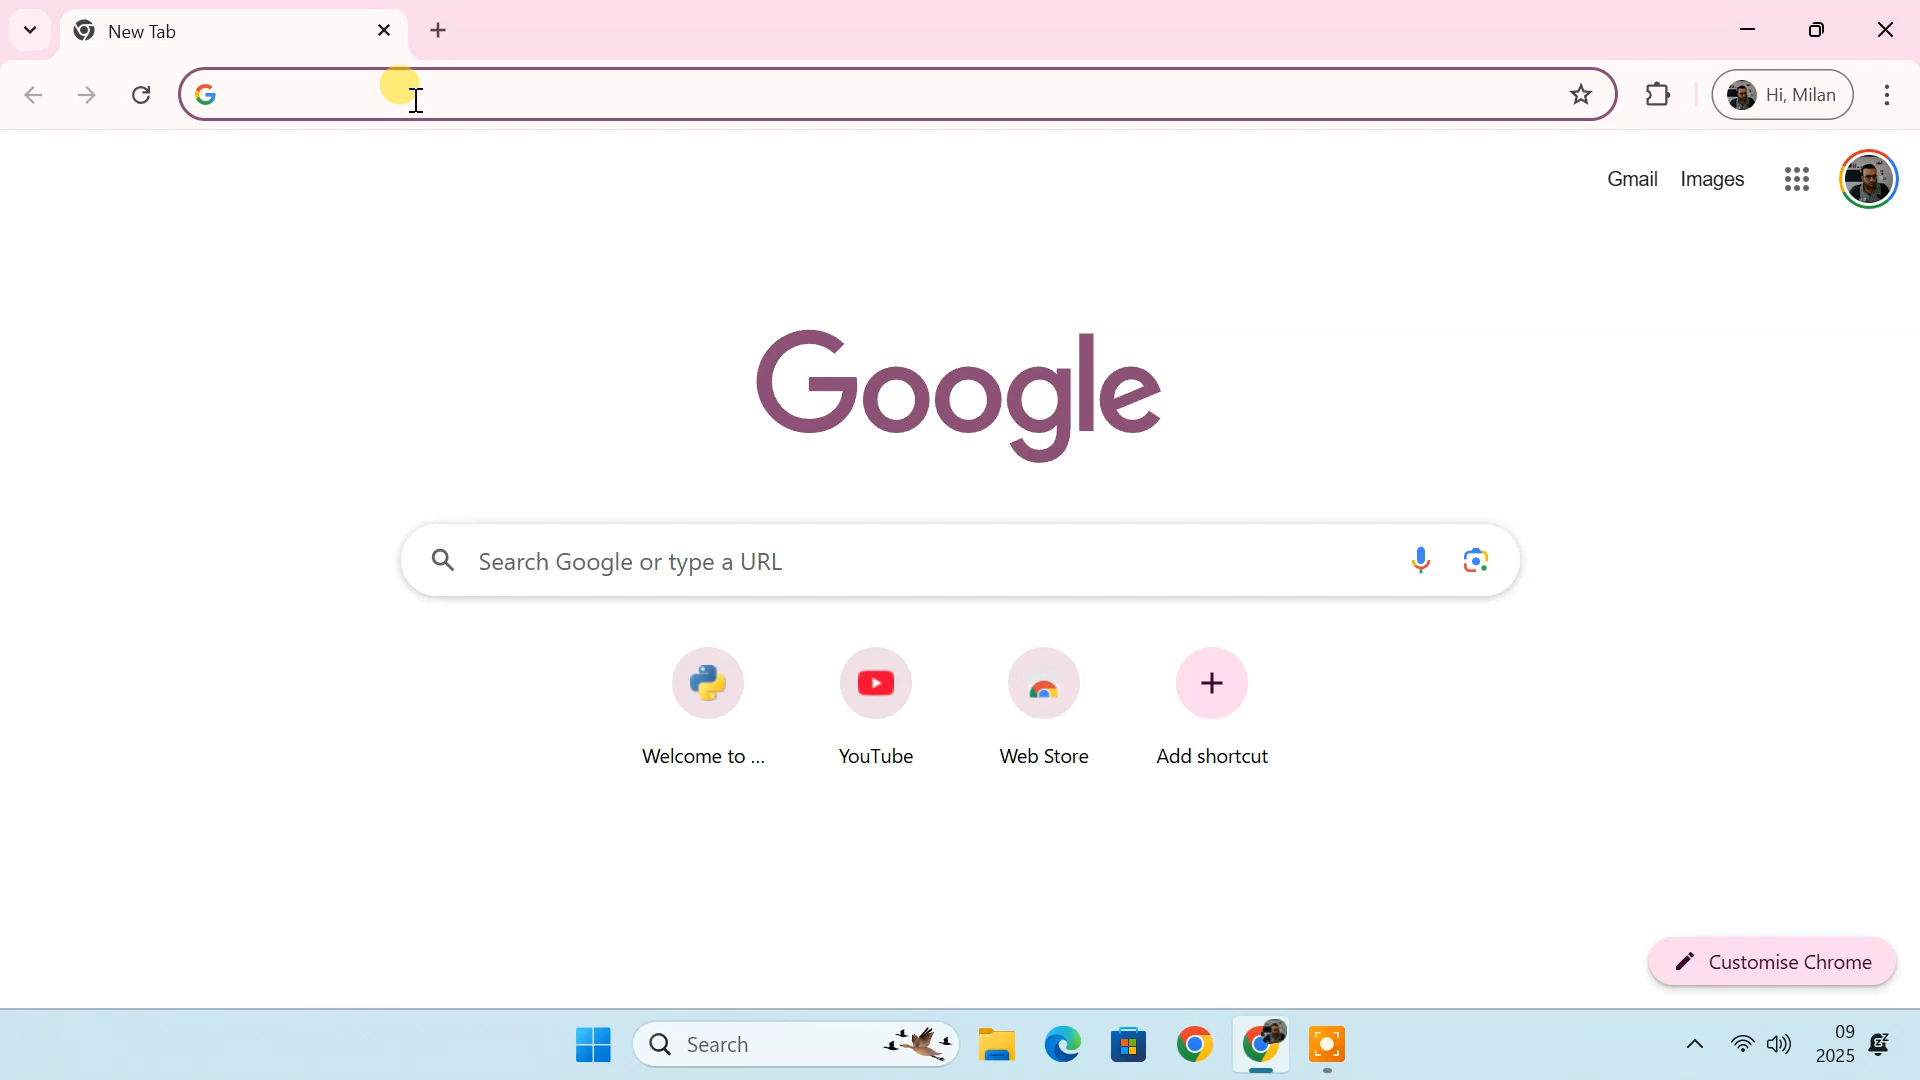 New Tab
Hi, Milan
Gmail Images
Google
Search Google or type a URL
Welcome to ... YouTube Web Store Add shortcut
Customise Chrome
Search
09
2025